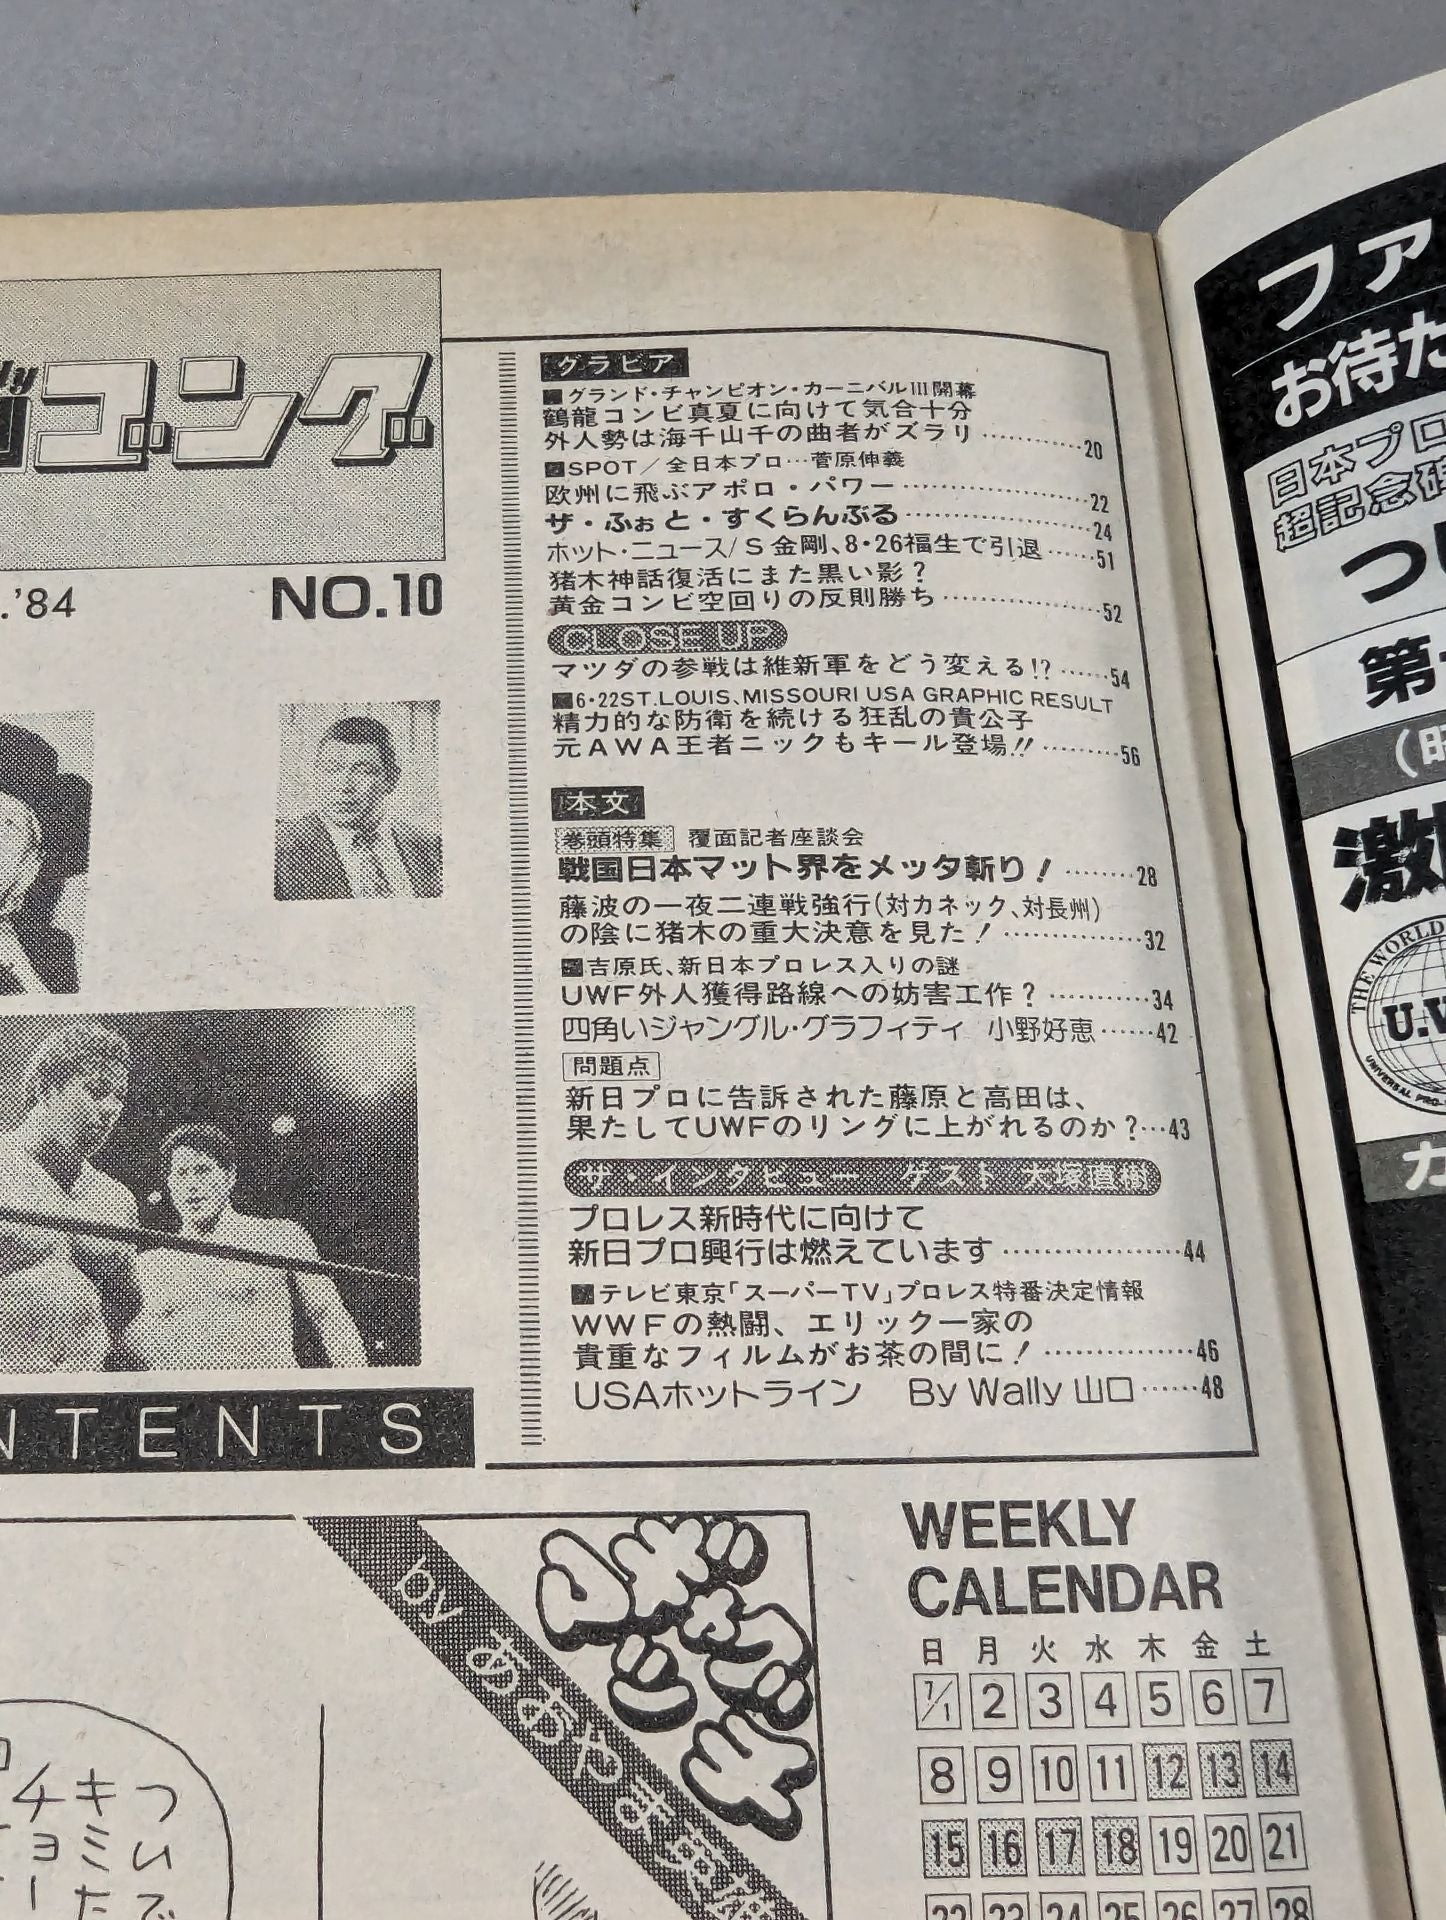 ゴング
.'84
NO.10
NTENTS
グラビア
■グランド・チャンピオン・カーニバルIII開幕
鶴龍コンビ真夏に向けて気合十分
外人勢は海千山千の曲者がズラリ…………20
■SPOT／全日本プロ…菅原伸義
欧州に飛ぶアポロ・パワー…………………22
ザ・ふぉと・すくらんぶる…………………24
ホット・ニュース/S金剛、8・26福生で引退……51
猪木神話復活にまた黒い影?
黄金コンビ空回りの反則勝ち………………52
CLOSE UP
マツダの参戦は維新軍をどう変える!?……54
■6・22ST.LOUIS、MISSOURI USA GRAPHIC RESULT
精力的な防衛を続ける狂乱の貴公子
元AWA王者ニックもキール登場!!………56
本文
巻頭特集 覆面記者座談会
戦国日本マット界をメッタ斬り!………28
藤波の一夜二連戦強行(対カネック、対長州)
の陰に猪木の重大決意を見た!……………32
■吉原氏、新日本プロレス入りの謎
UWF外人獲得路線への妨害工作?…………34
四角いジャングル・グラフィティ 小野好恵……42
問題点
新日プロに告訴された藤原と高田は、
果たしてUWFのリングに上がれるのか?…43
ザ・インタビュー ゲスト 大塚直樹
プロレス新時代に向けて
新日プロ興行は燃えています………………44
■テレビ東京「スーパーTV」プロレス特番決定情報
WWFの熱闘、エリック一家の
貴重なフィルムがお茶の間に!……………46
USAホットライン By Wally 山口……48
by
WEEKLY
CALENDAR
日 月 火 水 木 金 土
7/1 2 3 4 5 6 7
8 9 10 11 12 13 14
15 16 17 18 19 20 21
22 23 24 25 26 27 28
ついで
キミた
チョー
ファ
お待た
日本プロ
超記念
つい
第
激
THE WORLD
U.W
UNIVERSAL PRO-